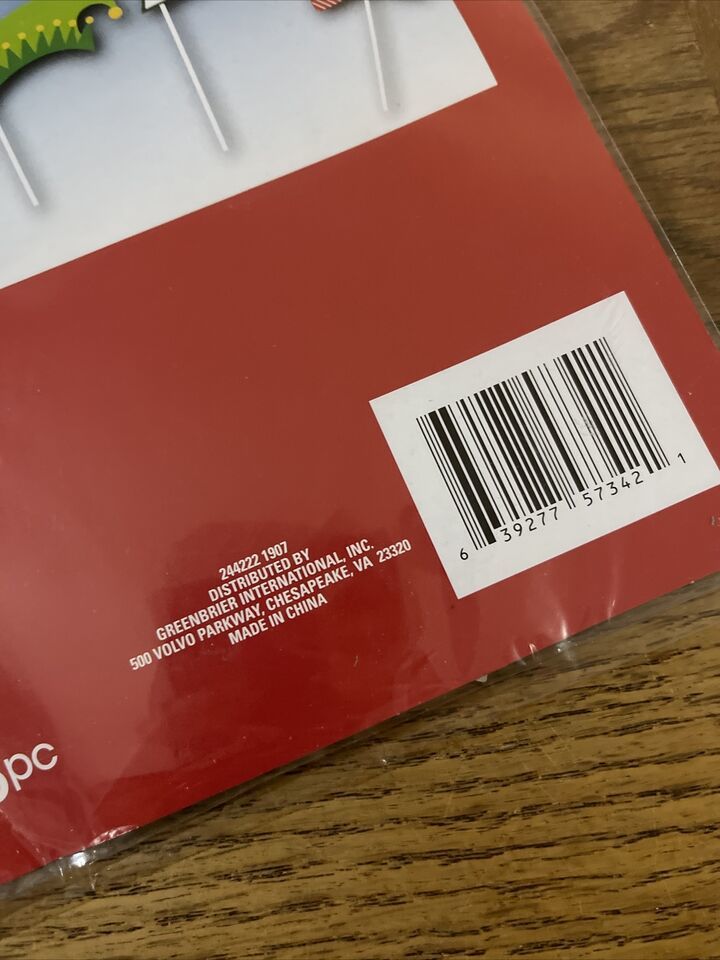 244222 1907
DISTRIBUTED BY
GREENBRIER INTERNATIONAL, INC.
500 VOLVO PARKWAY, CHESAPEAKE, VA 23320
MADE IN CHINA
6 39277 57342 1
pc